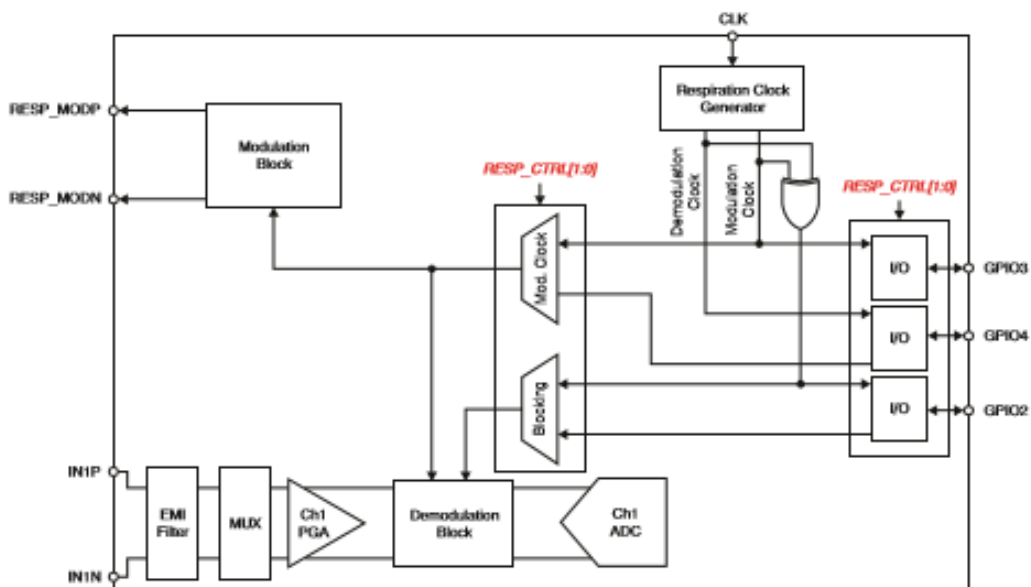 CLK
Respiration Clock
Generator
RESP_MODP
Modulation
Block
RESP_MODN
RESP_CTRL[1:0]
Demodulation
Clock
Modulation
Clock
RESP_CTRL[1:0]
Mod. Clock
I/O
GPIO3
I/O
GPIO4
Blocking
I/O
GPIO2
IN1P
EMI
Filter
MUX
Ch1
PGA
Demodulation
Block
Ch1
ADC
IN1N